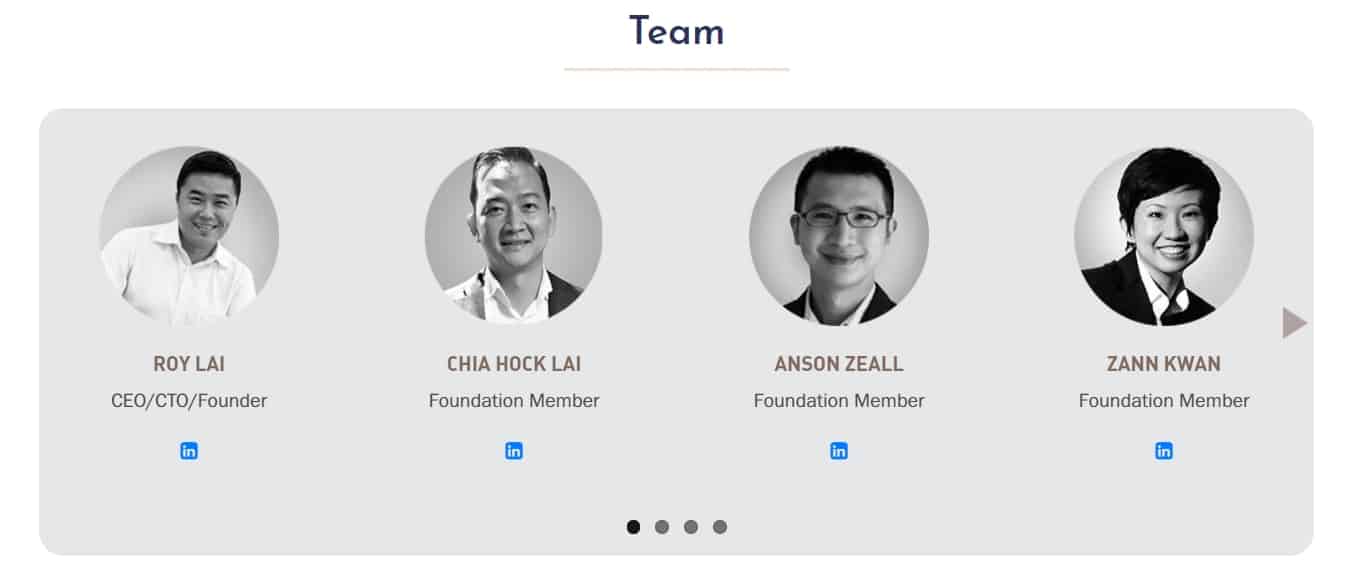 Team
ROY LAI
CHIA HOCK LAI
ANSON ZEALL
ZANN KWAN
CEO/CTO/Founder
Foundation Member
Foundation Member
Foundation Member
in
in
in
in